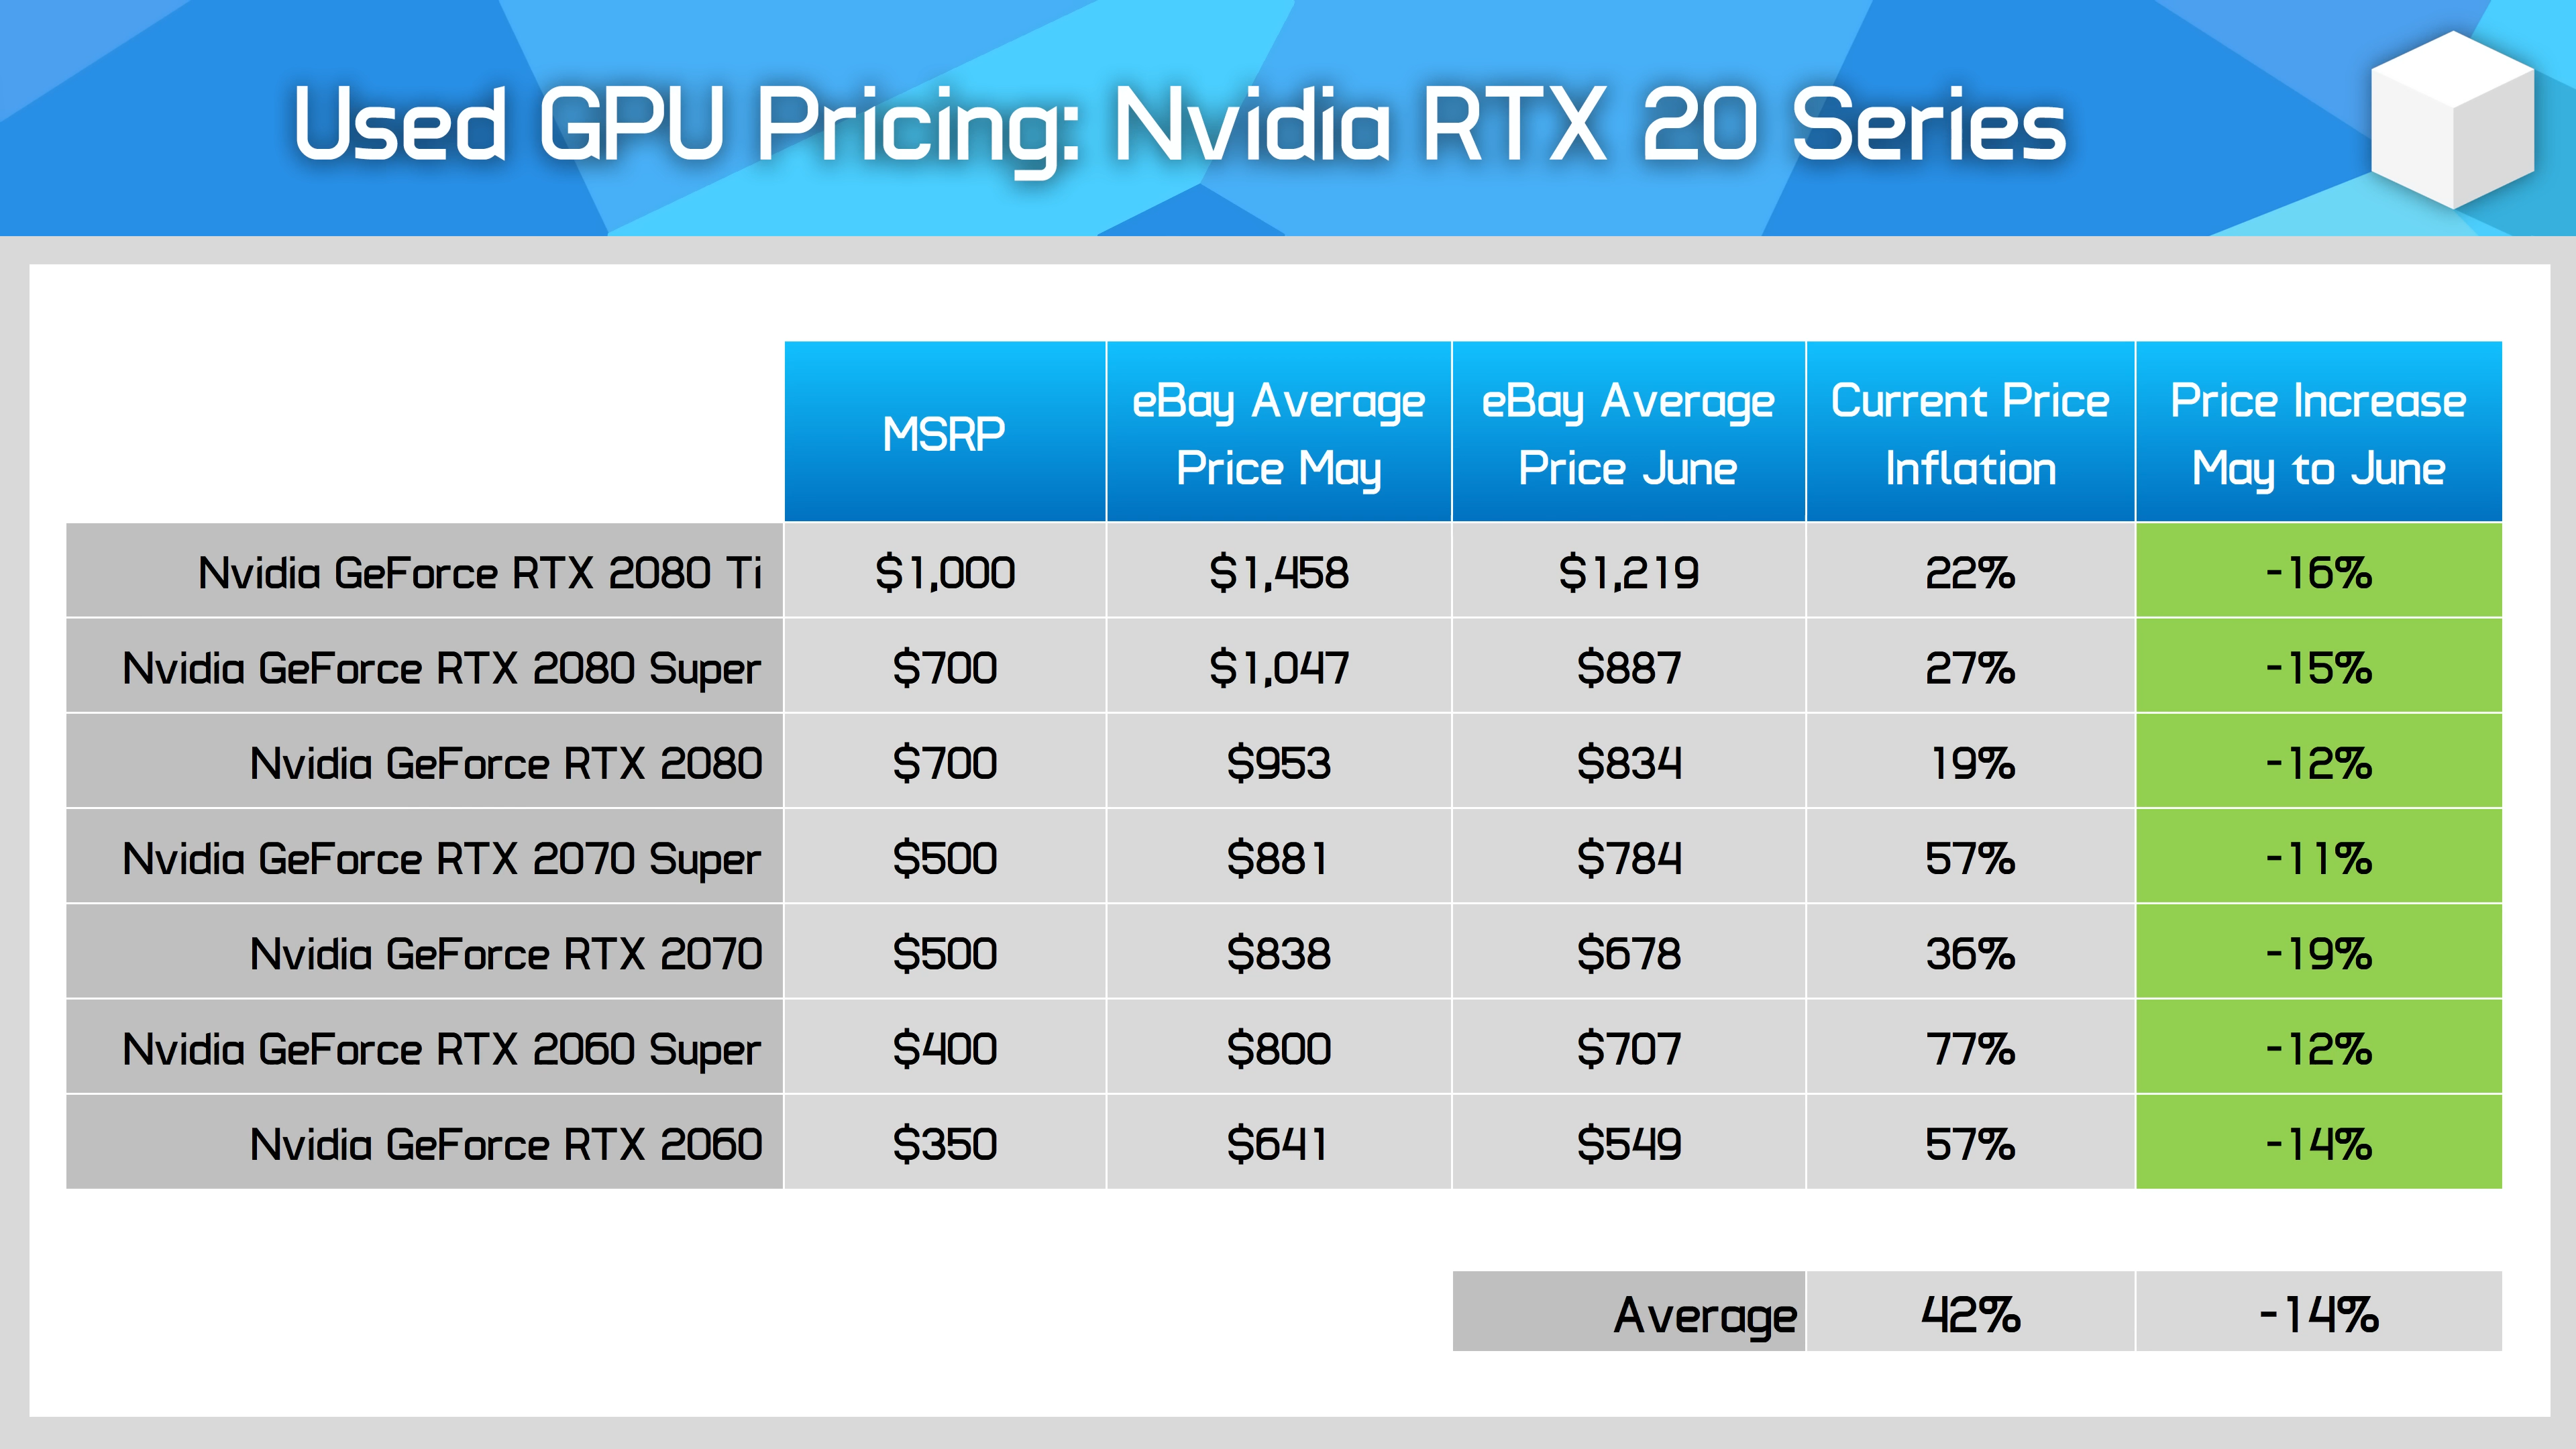 Used GPU Pricing: Nvidia RTX 20 Series
MSRP
eBay Average
Price May
eBay Average
Price June
Current Price
Inflation
Price Increase
May to June
Nvidia GeForce RTX 2080 Ti $1,000 $1,458 $1,219 22% -16%
Nvidia GeForce RTX 2080 Super $700 $1,047 $887 27% -15%
Nvidia GeForce RTX 2080 $700 $953 $834 19% -12%
Nvidia GeForce RTX 2070 Super $500 $881 $784 57% -11%
Nvidia GeForce RTX 2070 $500 $838 $678 36% -19%
Nvidia GeForce RTX 2060 Super $400 $800 $707 77% -12%
Nvidia GeForce RTX 2060 $350 $641 $549 57% -14%
Average 42% -14%